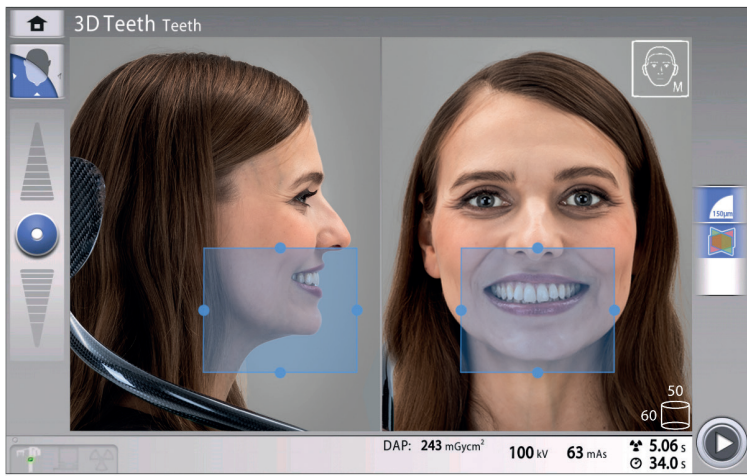 3D Teeth Teeth
M
150µm
50
60
DAP: 243 mGycm² 100 kV 63 mAs
5.06 s
34.0 s